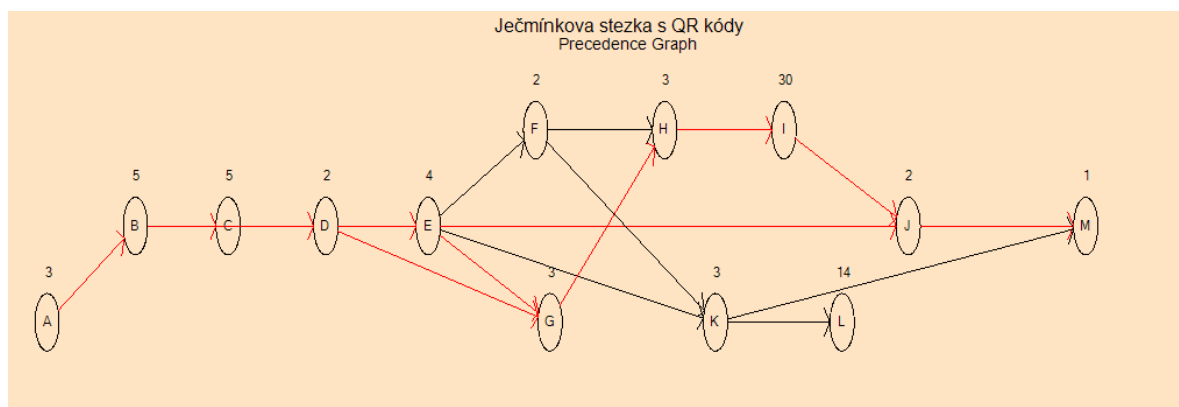 Ječmínkova stezka s QR kódy
Precedence Graph
2 3 30
F H I
5 5 2 4 2 1
B C D E J M
3 3 3 14
A G K L